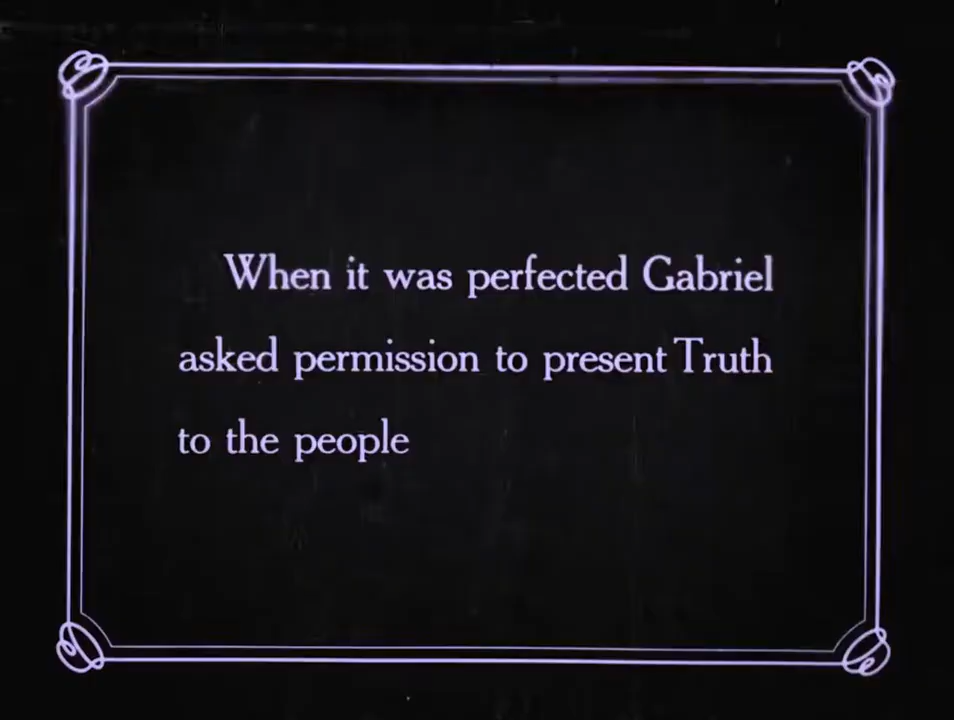 When it was perfected Gabriel
asked permission to present Truth
to the people